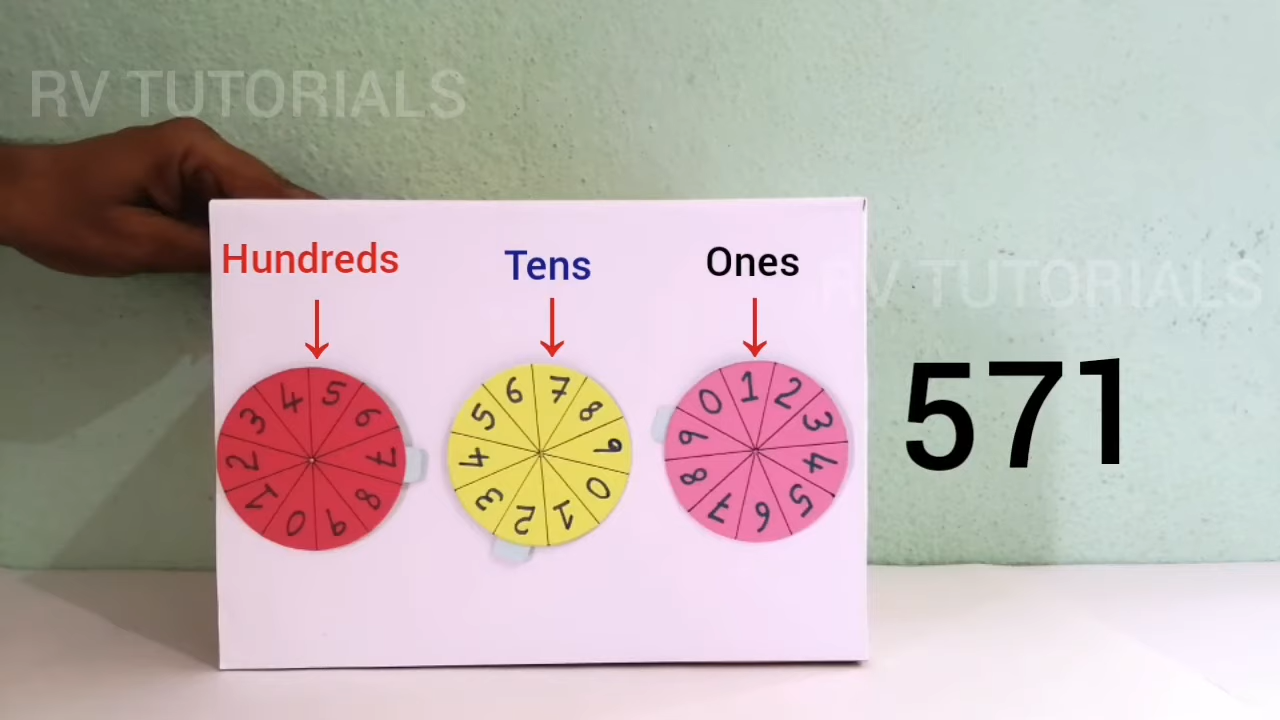 RV TUTORIALS
Hundreds Tens Ones
RV TUTORIALS
571
4 5 6 7 8 9 0 1 2 3
6 7 8 9 0 1 2 3 4 5
1 2 3 4 5 6 7 8 9 0